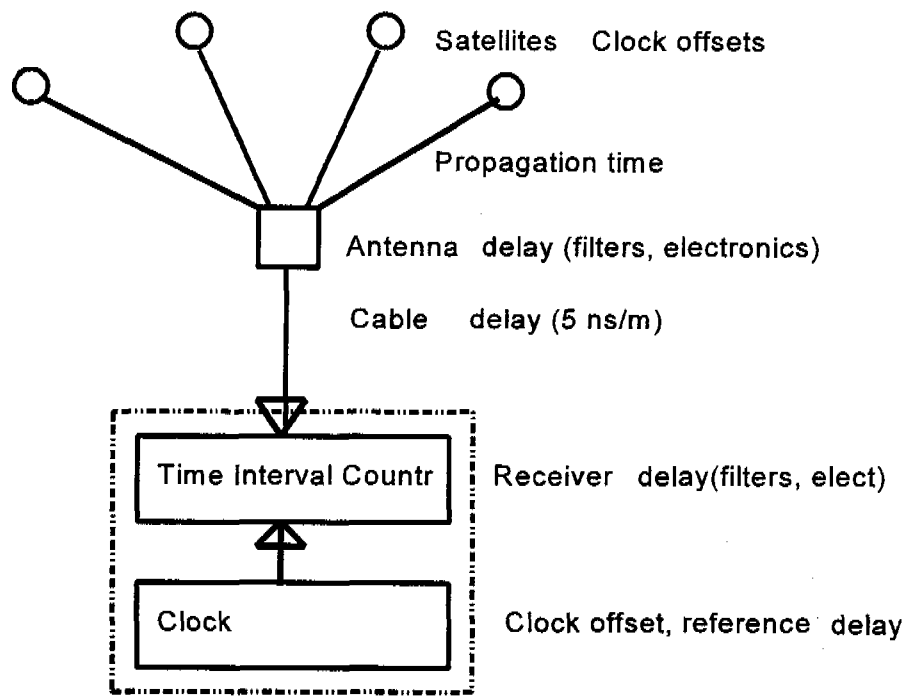 Satellites Clock offsets
Propagation time
Antenna delay (filters, electronics)
Cable delay (5 ns/m)
Time Interval Countr
Receiver delay(filters, elect)
Clock
Clock offset, reference delay